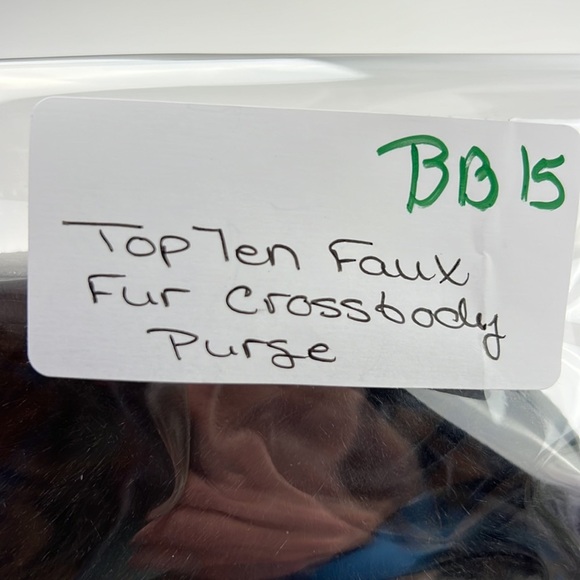 BB 15
TopTen Faux
Fur Crossbody
Purse